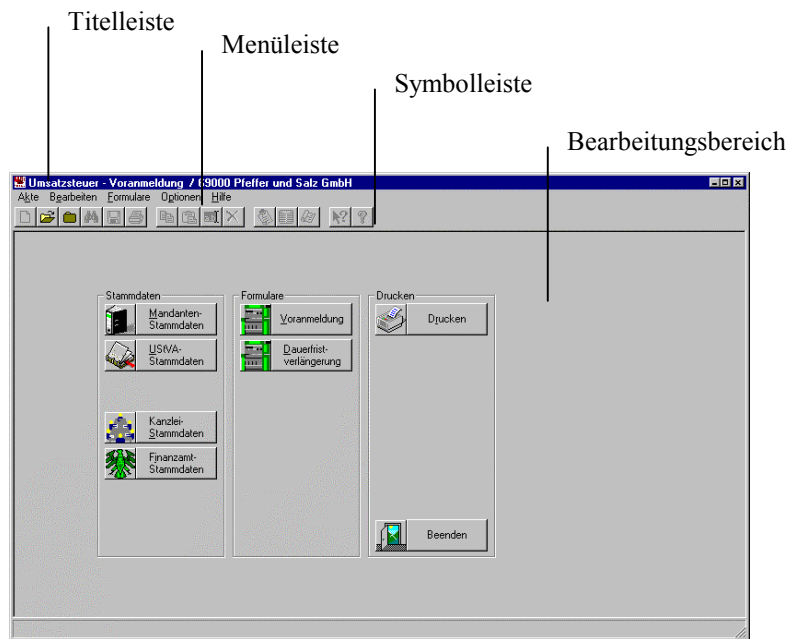 Titelleiste
Menüleiste
Symbolleiste
Bearbeitungsbereich
Umsatzsteuer - Voranmeldung / 69000 Pfeffer und Salz GmbH
Akte Bearbeiten Formulare Optionen Hilfe
Stammdaten
Mandanten-
Stammdaten
UStVA-
Stammdaten
Kanzlei-
Stammdaten
Finanzamt-
Stammdaten
Formulare
Voranmeldung
Dauerfrist-
verlängerung
Drucken
Drucken
Beenden